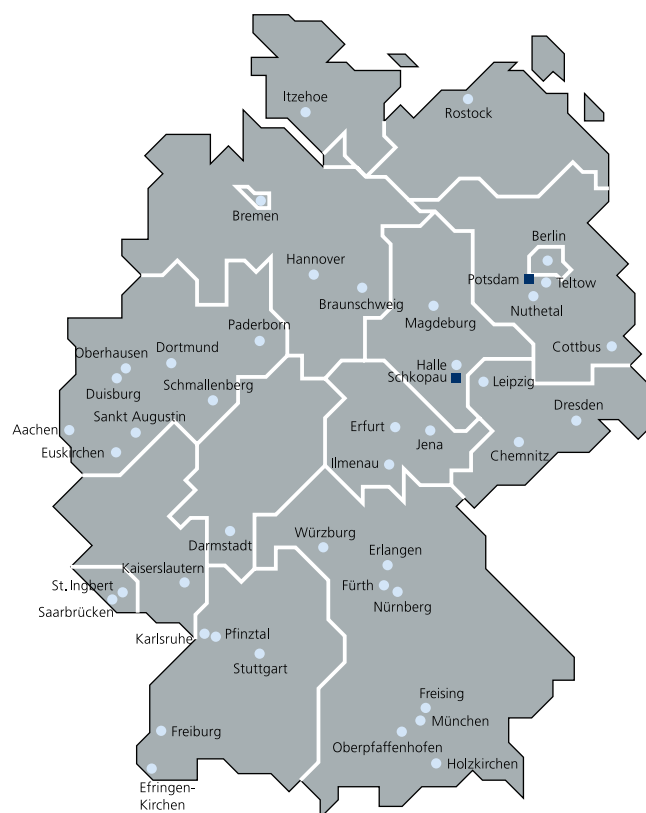 Itzehoe
Rostock
Bremen
Berlin
Hannover
Potsdam
Teltow
Braunschweig
Nuthetal
Magdeburg
Paderborn
Cottbus
Oberhausen
Dortmund
Halle
Duisburg
Schkopau
Leipzig
Schmallenberg
Dresden
Sankt Augustin
Aachen
Erfurt
Jena
Chemnitz
Euskirchen
Ilmenau
Würzburg
Darmstadt
Erlangen
Kaiserslautern
St. Ingbert
Fürth
Saarbrücken
Nürnberg
Karlsruhe
Pfinztal
Stuttgart
Freising
München
Freiburg
Oberpfaffenhofen
Holzkirchen
Efringen-
Kirchen